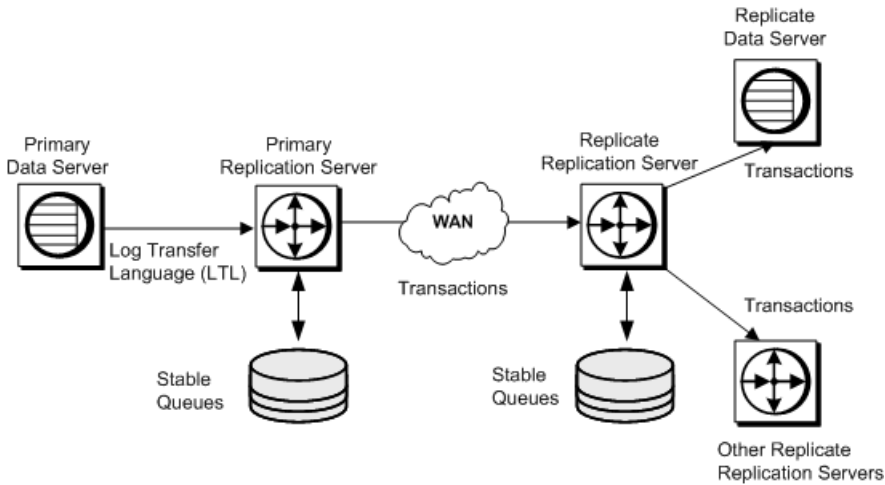 Replicate
Data Server
Primary
Data Server
Primary
Replication Server
Replicate
Replication Server
Transactions
WAN
Log Transfer
Language (LTL)
Transactions
Transactions
Stable
Queues
Stable
Queues
Other Replicate
Replication Servers